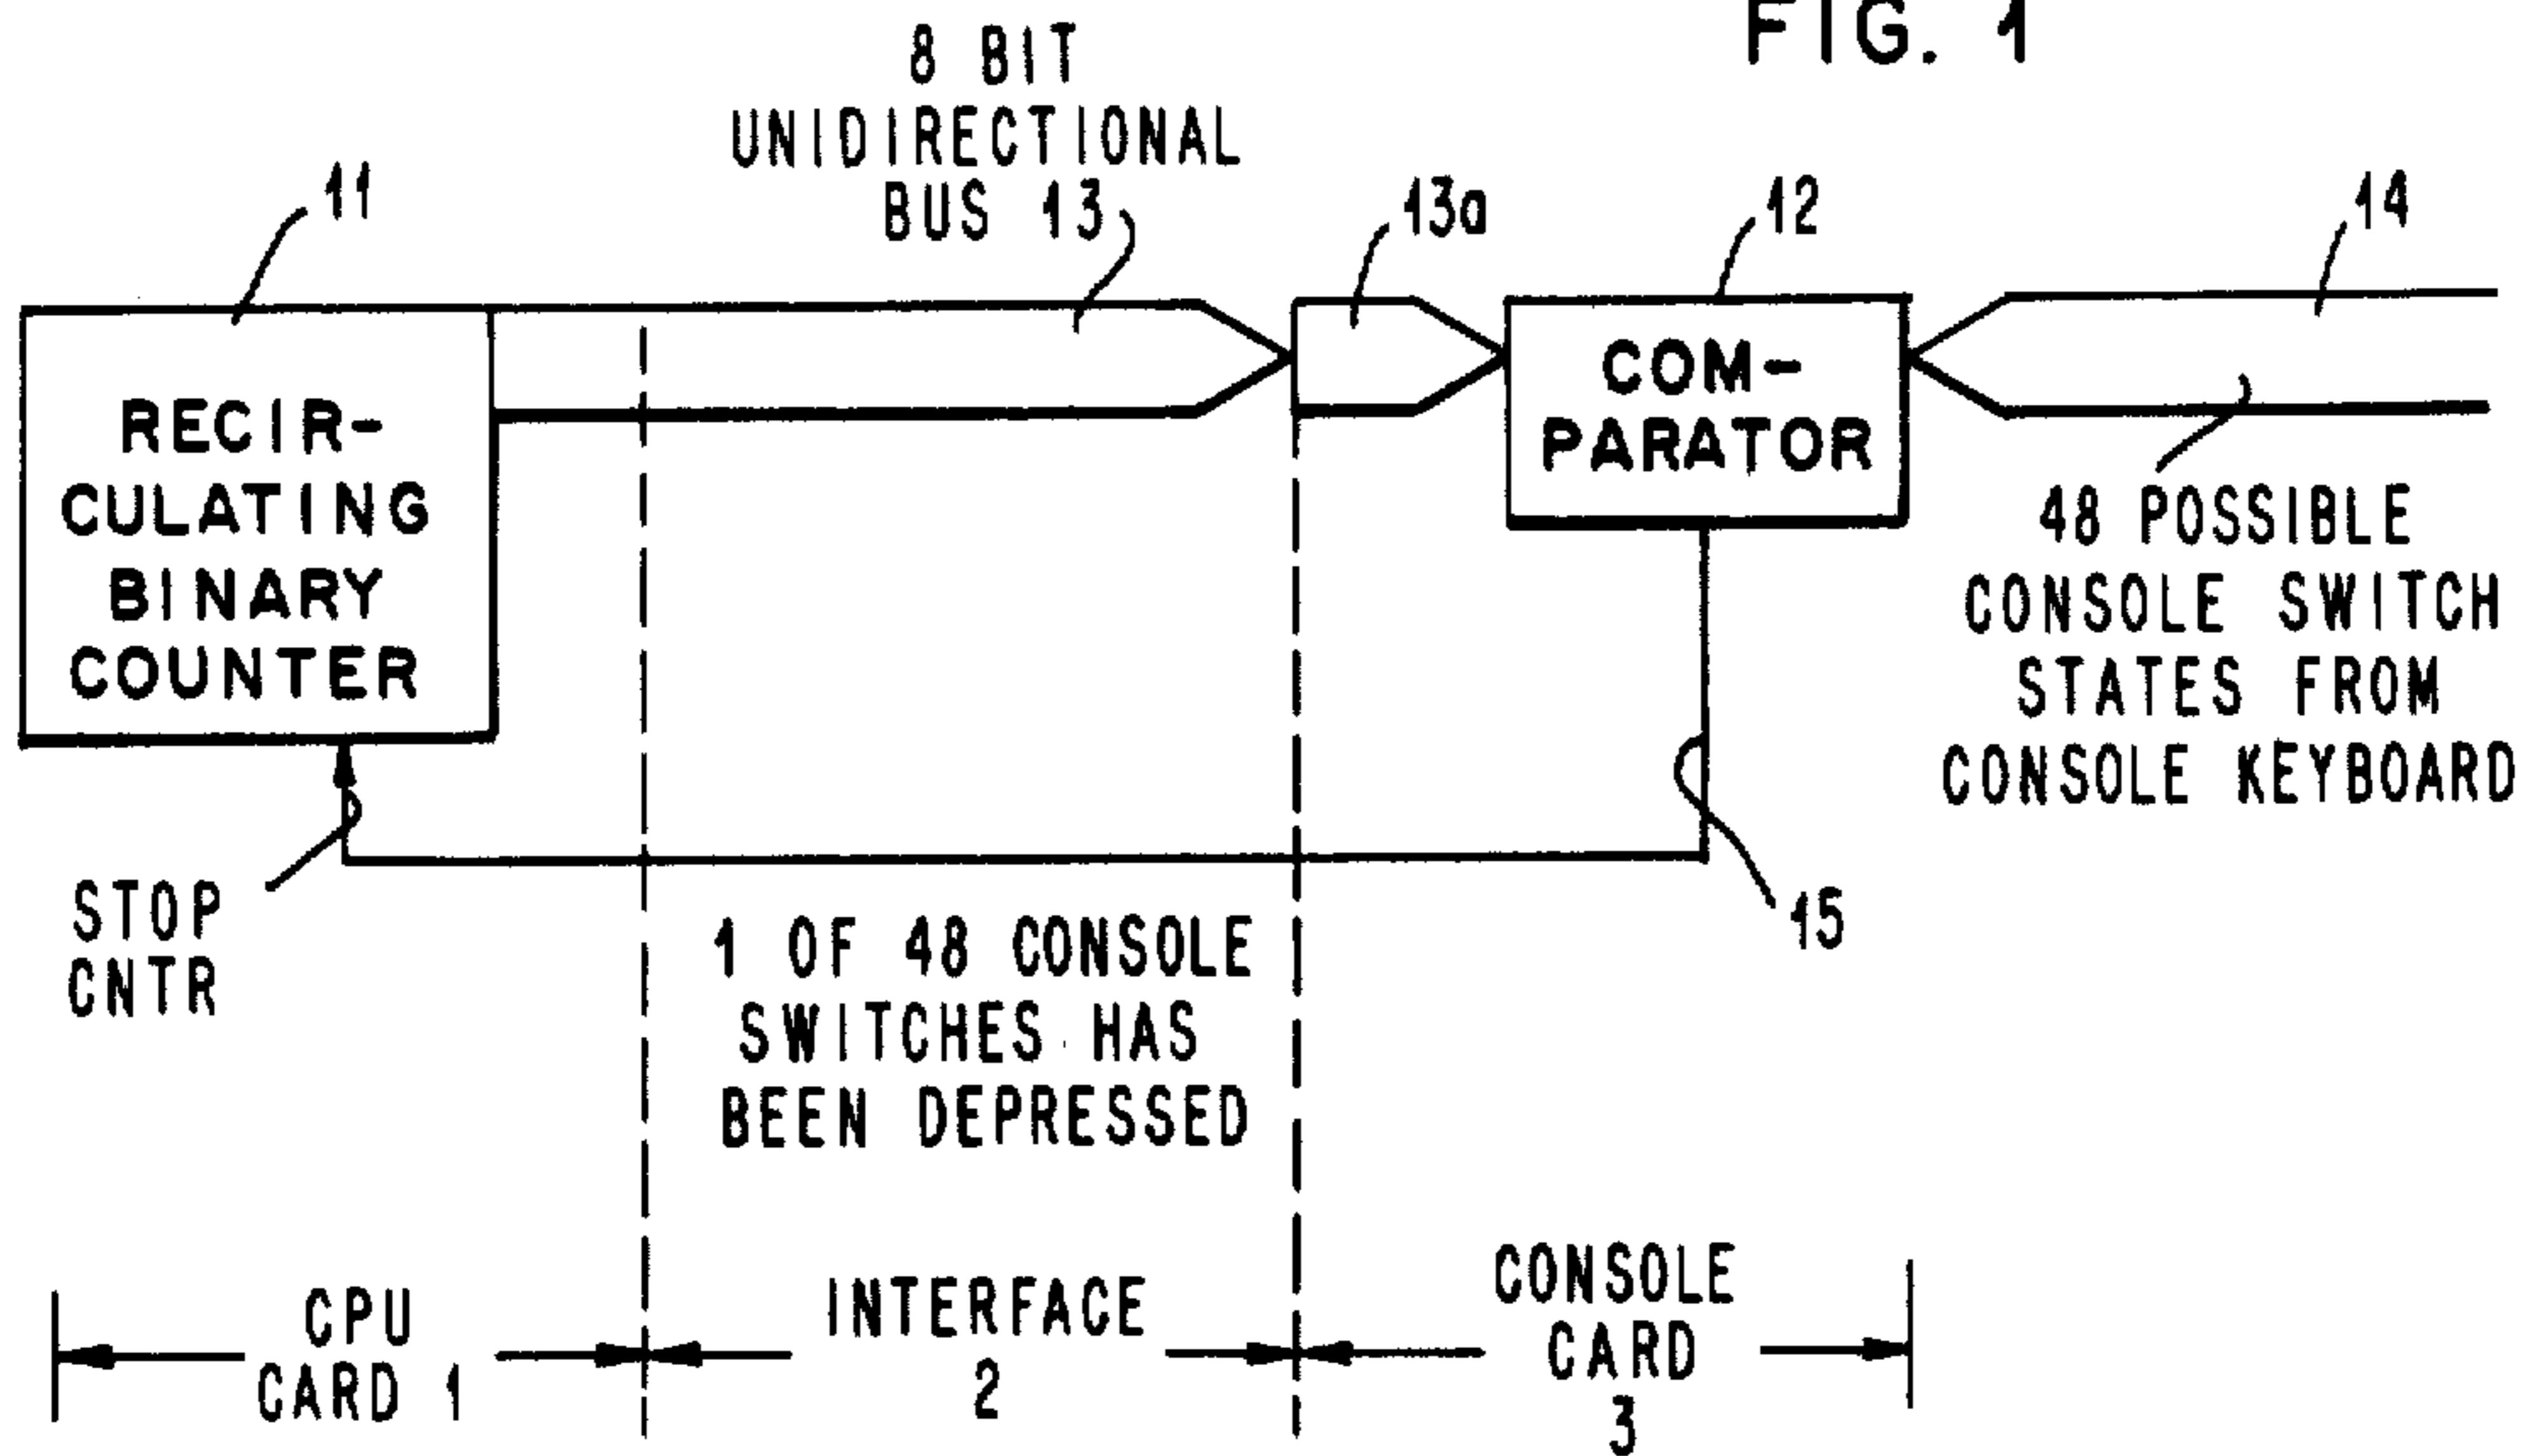 FIG. 1
8 BIT
UNIDIRECTIONAL
BUS 13
11
13a
12
14
RECIR-
CULATING
BINARY
COUNTER
COM-
PARATOR
48 POSSIBLE
CONSOLE SWITCH
STATES FROM
CONSOLE KEYBOARD
STOP
CNTR
15
1 OF 48 CONSOLE
SWITCHES HAS
BEEN DEPRESSED
CPU
CARD 1
INTERFACE
2
CONSOLE
CARD
3